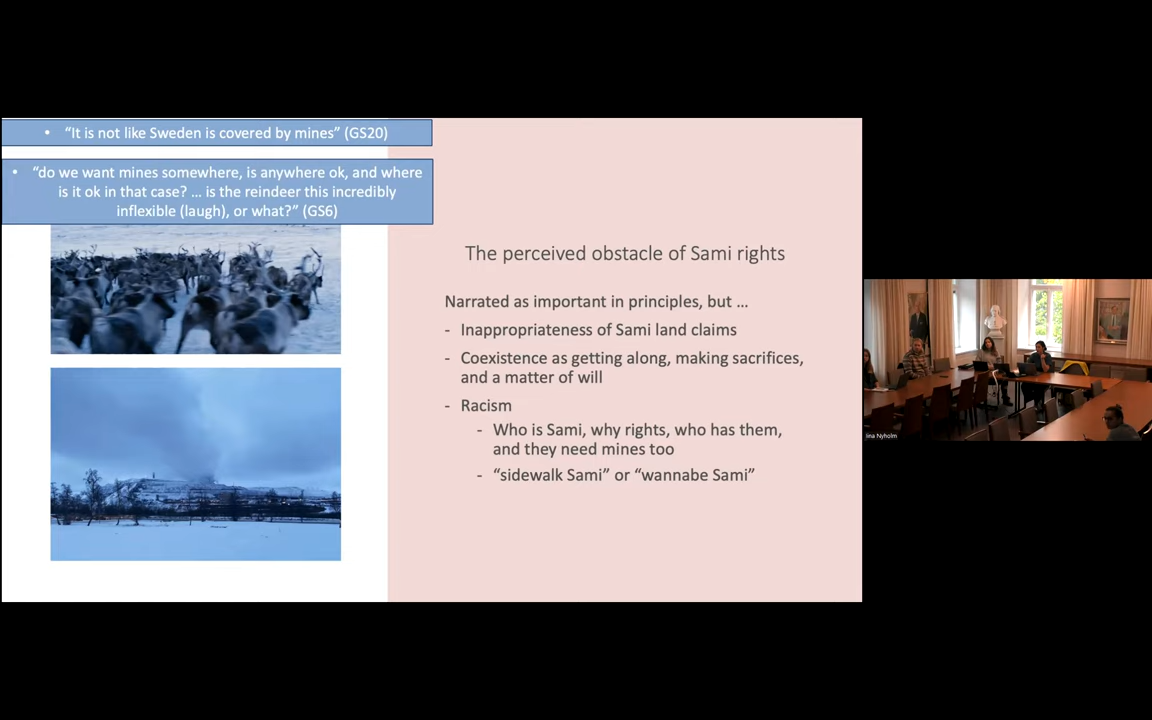 • “It is not like Sweden is covered by mines” (GS20)
• “do we want mines somewhere, is anywhere ok, and where
is it ok in that case? ... is the reindeer this incredibly
inflexible (laugh), or what?” (GS6)
The perceived obstacle of Sami rights
Narrated as important in principles, but ...
- Inappropriateness of Sami land claims
- Coexistence as getting along, making sacrifices,
and a matter of will
- Racism
- Who is Sami, why rights, who has them,
and they need mines too
- “sidewalk Sami” or “wannabe Sami”
Iina Nyholm